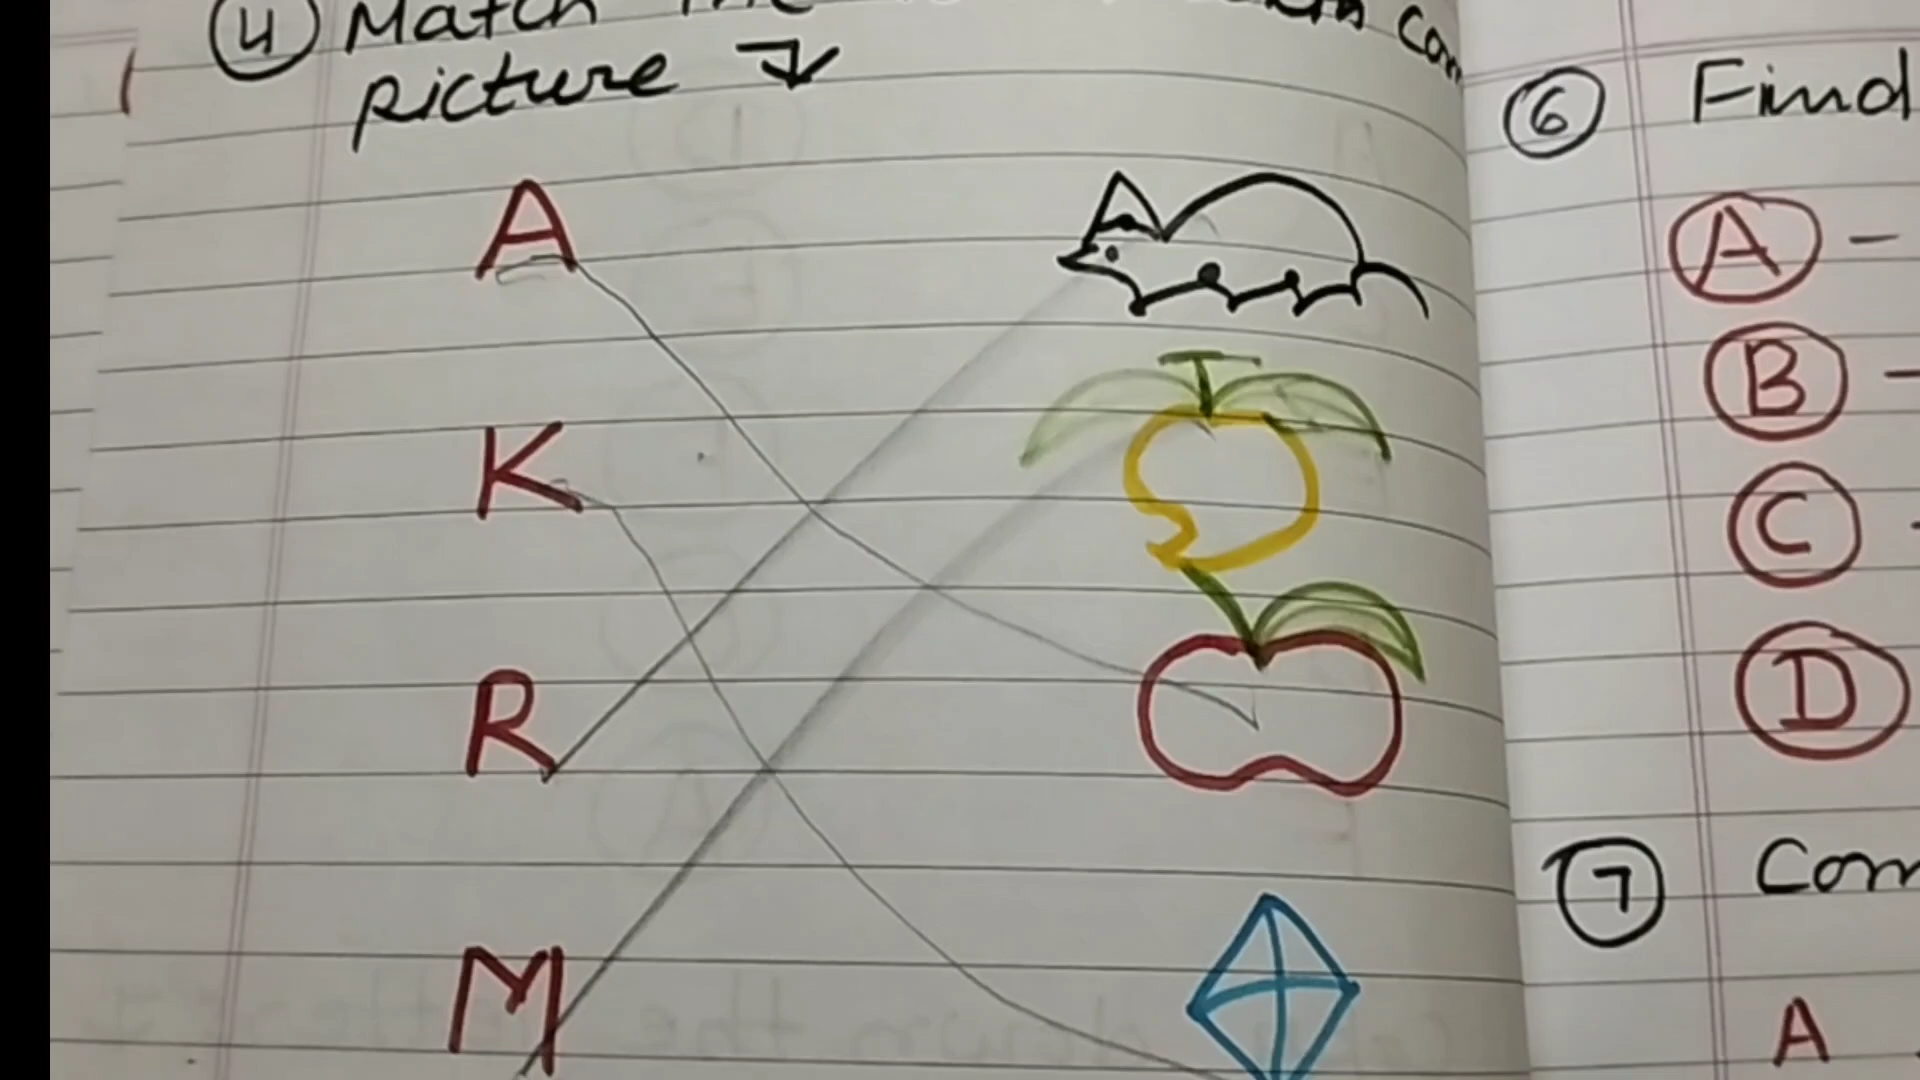 4 Match
picture
A
K
R
M
6 Find
A -
B -
C -
D
7 Com
A